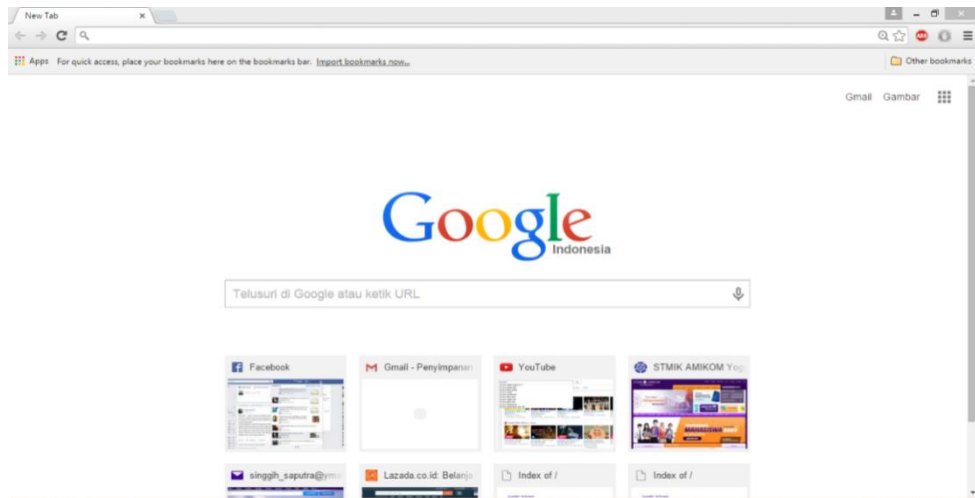 New Tab
Apps For quick access, place your bookmarks here on the bookmarks bar. Import bookmarks now...
Other bookmarks
Gmail Gambar
Google
Indonesia
Telusuri di Google atau ketik URL
Facebook
Gmail - Penyimpanan
YouTube
STMIK AMIKOM Yog
singgih_saputra@ym
Lazada.co.id: Belanja
Index of /
Index of /